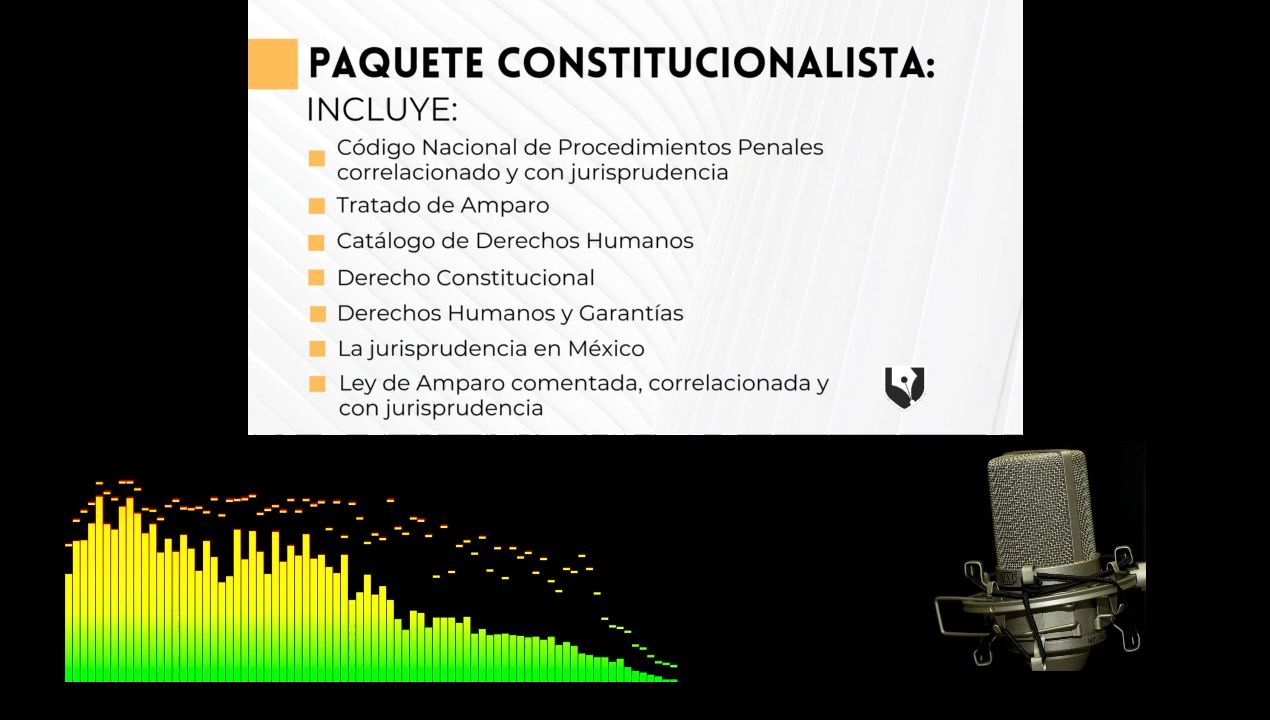 PAQUETE CONSTITUCIONALISTA:
INCLUYE:
Código Nacional de Procedimientos Penales
correlacionado y con jurisprudencia
Tratado de Amparo
Catálogo de Derechos Humanos
Derecho Constitucional
Derechos Humanos y Garantías
La jurisprudencia en México
Ley de Amparo comentada, correlacionada y
con jurisprudencia